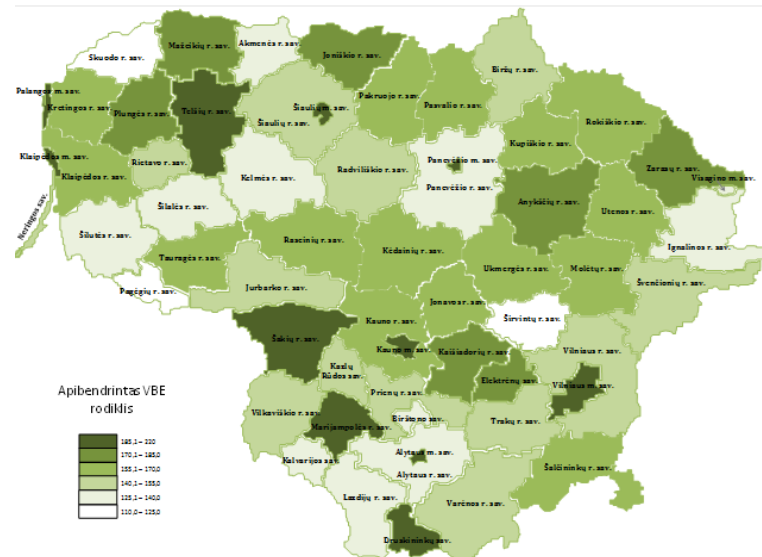 Skuodo r. sav.
Mažeikių r. sav.
Akmenės r. sav.
Joniškio r. sav.
Biržų r. sav.
Palangos m. sav.
Kretingos r. sav.
Plungės r. sav.
Telšių r. sav.
Šiaulių m. sav.
Šiaulių r. sav.
Pakruojo r. sav.
Pasvalio r. sav.
Rokiškio r. sav.
Kupiškio r. sav.
Klaipėdos m. sav.
Klaipėdos r. sav.
Rietavo r. sav.
Kelmės r. sav.
Radviliškio r. sav.
Panevėžio m. sav.
Panevėžio r. sav.
Zarasų r. sav.
Visagino m. sav.
Anykščių r. sav.
Utenos r. sav.
Neringos sav.
Šilalės r. sav.
Šilutės r. sav.
Tauragės r. sav.
Raseinių r. sav.
Kėdainių r. sav.
Ukmergės r. sav.
Molėtų r. sav.
Ignalinos r. sav.
Švenčionių r. sav.
Pagėgių r. sav.
Jurbarko r. sav.
Jonavos r. sav.
Širvintų r. sav.
Šakių r. sav.
Kauno r. sav.
Kauno m. sav.
Kaišiadorių r. sav.
Vilniaus r. sav.
Kazlų
Rūdos sav.
Prienų r. sav.
Elektrėnų sav.
Vilniaus m. sav.
Vilkaviškio r. sav.
Marijampolės r. sav.
Birštono sav.
Trakų r. sav.
Kalvarijos sav.
Alytaus m. sav.
Alytaus r. sav.
Šalčininkų r. sav.
Lazdijų r. sav.
Varėnos r. sav.
Druskininkų sav.
Apibendrintas VBE
rodiklis
185,1 – 220
170,1 – 185,0
155,1 – 170,0
140,1 – 155,0
125,1 – 140,0
110,0 – 125,0